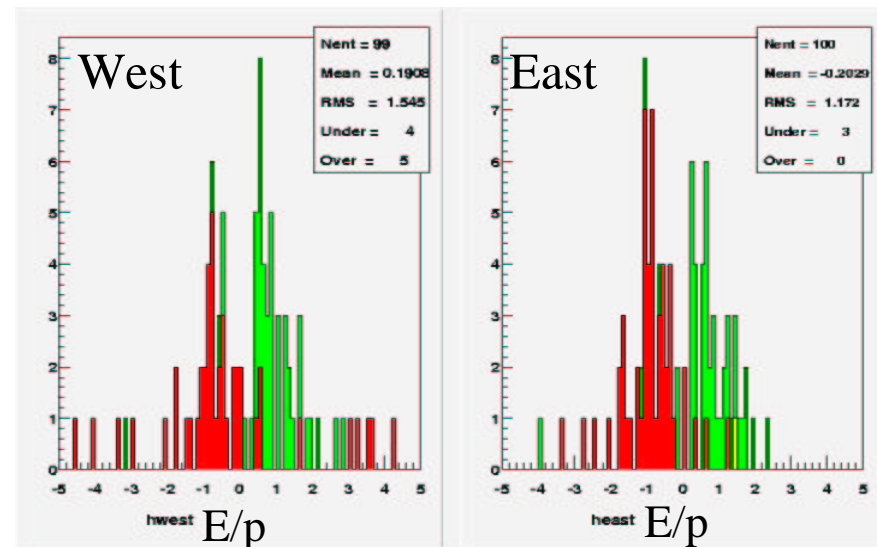 West
Nent = 99
Mean = 0.1908
RMS = 1.545
Under = 4
Over = 5
8
7
6
5
4
3
2
1
0
-5 -4 -3 -2 -1 0 1 2 3 4 5
hwest E/p
East
Nent = 100
Mean = -0.2029
RMS = 1.172
Under = 3
Over = 0
8
7
6
5
4
3
2
1
0
-5 -4 -3 -2 -1 0 1 2 3 4 5
heast E/p